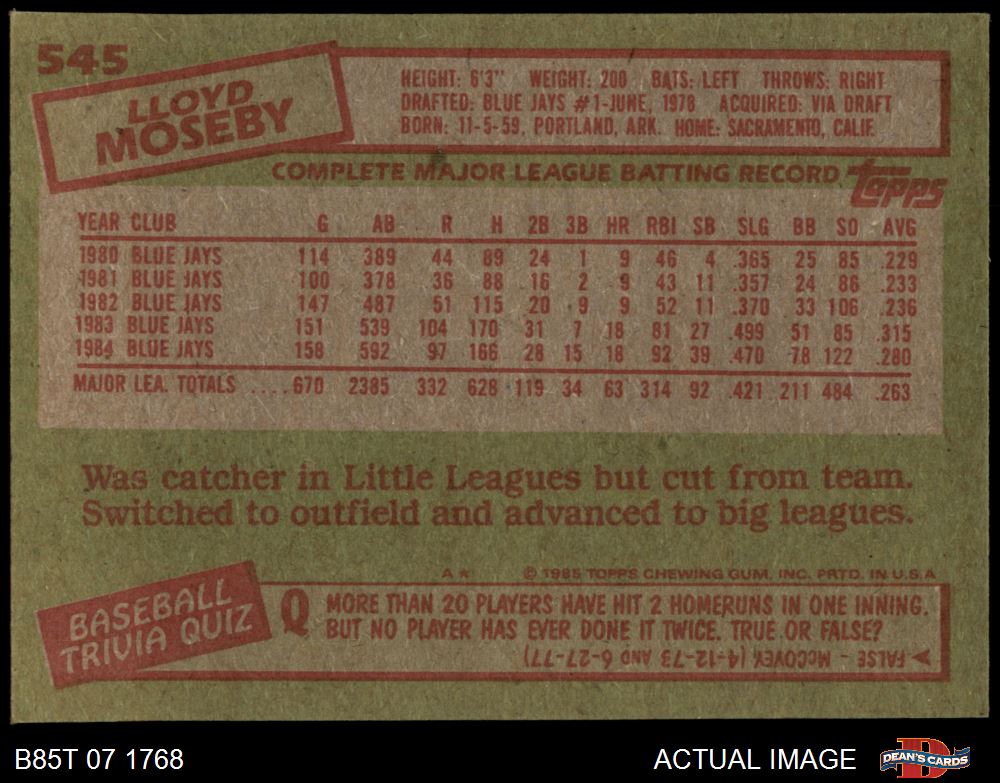 545
LLOYD
MOSEBY
HEIGHT: 6'3" WEIGHT: 200 BATS: LEFT THROWS: RIGHT
DRAFTED: BLUE JAYS #1-JUNE, 1978 ACQUIRED: VIA DRAFT
BORN: 11-5-59, PORTLAND, ARK. HOME: SACRAMENTO, CALIF.
COMPLETE MAJOR LEAGUE BATTING RECORD Topps
YEAR CLUB G AB R H 2B 3B HR RBI SB SLG BB SO AVG
1980 BLUE JAYS 114 389 44 89 24 1 9 46 4 .365 25 85 .229
1981 BLUE JAYS 100 378 36 88 16 2 9 43 11 .357 24 86 .233
1982 BLUE JAYS 147 487 51 115 20 9 9 52 11 .370 33 106 .236
1983 BLUE JAYS 151 539 104 170 31 7 18 81 27 .499 51 85 .315
1984 BLUE JAYS 158 592 97 166 28 15 18 92 39 .470 78 122 .280
MAJOR LEA. TOTALS ....670 2385 332 628 119 34 63 314 92 .421 211 484 .263
Was catcher in Little Leagues but cut from team.
Switched to outfield and advanced to big leagues.
A★ © 1985 TOPPS CHEWING GUM, INC. PRTD. IN U.S.A.
BASEBALL
TRIVIA QUIZ
Q MORE THAN 20 PLAYERS HAVE HIT 2 HOMERUNS IN ONE INNING.
BUT NO PLAYER HAS EVER DONE IT TWICE. TRUE OR FALSE?
FALSE - McCOVEY (4-12-73 AND 6-27-77)
B85T 07 1768
ACTUAL IMAGE
DEAN'S CARDS